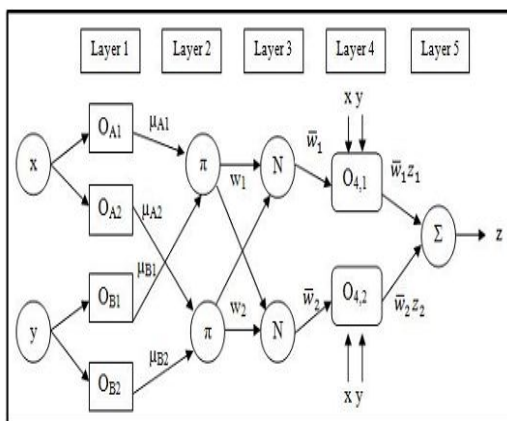 Layer 1 Layer 2 Layer 3 Layer 4 Layer 5
x y
O_A1 μ_A1 w̅_1
x π w_1 N O_4,1 w̅_1z_1
O_A2 μ_A2
Σ z
μ_B1
y O_B1 w_2 w̅_2 O_4,2 w̅_2z_2
π N
O_B2 μ_B2
x y